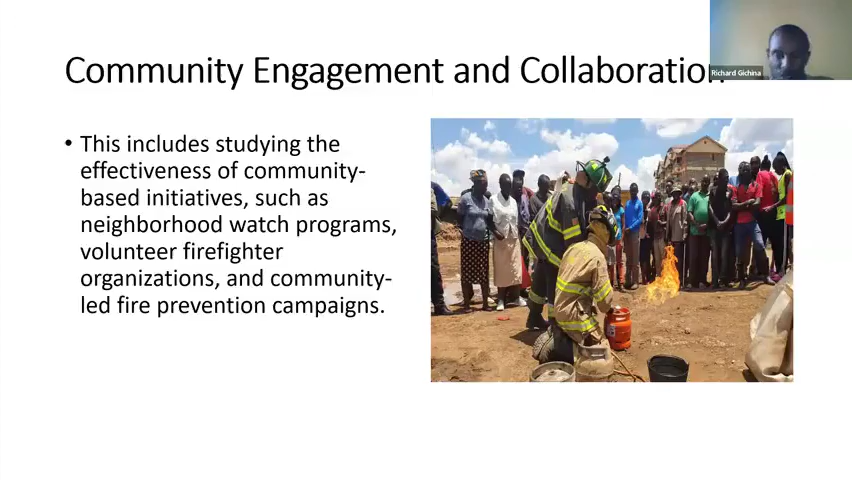 Community Engagement and Collaboration
Richard Gichina
• This includes studying the
effectiveness of community-
based initiatives, such as
neighborhood watch programs,
volunteer firefighter
organizations, and community-
led fire prevention campaigns.